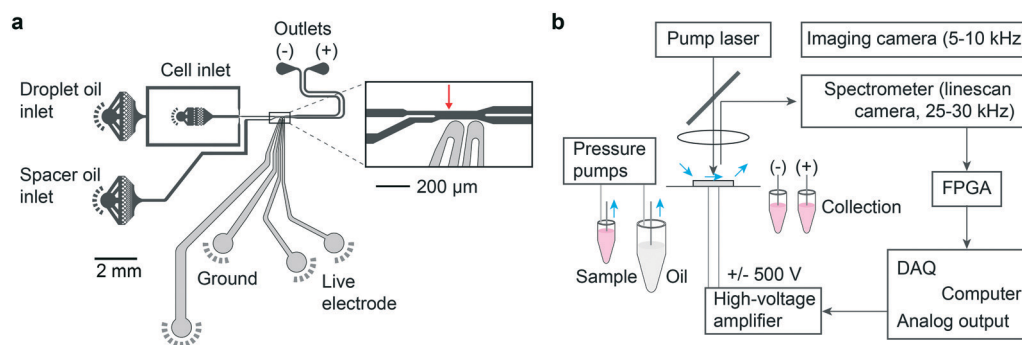 a
Outlets
(-) (+)
Cell inlet
Droplet oil
inlet
Spacer oil
inlet
200 μm
2 mm
Ground
Live
electrode
b
Pump laser
Imaging camera (5-10 kHz
Spectrometer (linescan
camera, 25-30 kHz)
Pressure
pumps
(-) (+)
Collection
FPGA
Sample
Oil
+/- 500 V
High-voltage
amplifier
DAQ
Computer
Analog output